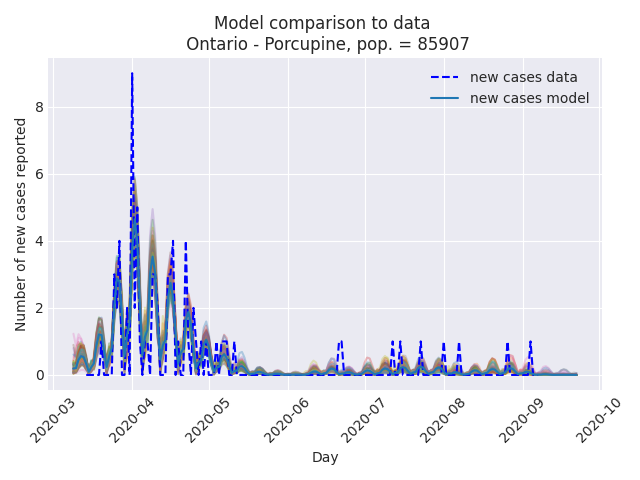 Model comparison to data
Ontario - Porcupine, pop. = 85907
new cases data
new cases model
Number of new cases reported
8
6
4
2
0
2020-03
2020-04
2020-05
2020-06
2020-07
2020-08
2020-09
2020-10
Day